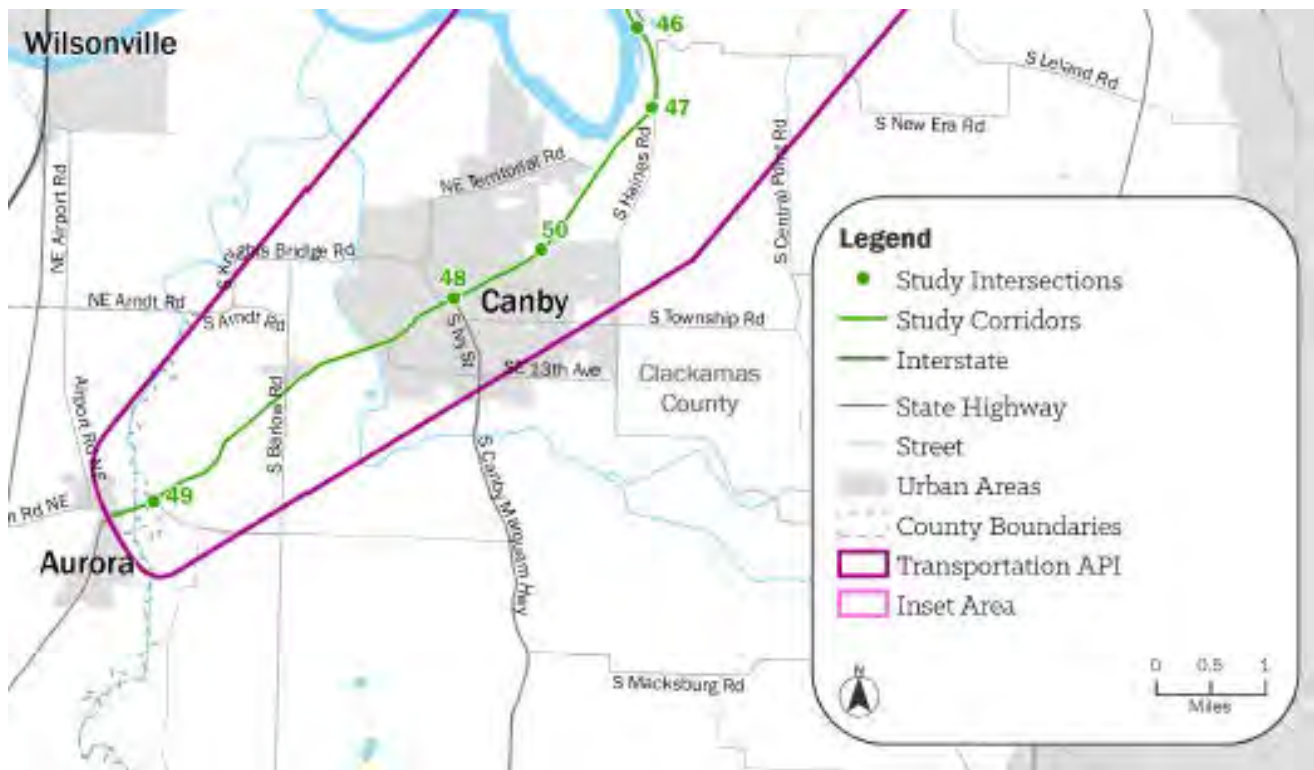 Wilsonville
46
S Leland Rd
47
S New Era Rd
NE Airport Rd
NE Territorial Rd
S Haines Rd
S Central Point Rd
50
S Kni
ghts Bridge Rd
48
Canby
NE Arndt Rd
S Arndt Rd
S Township Rd
S Ivy St
SE 13th Ave
Clackamas
County
Airport Rd NE
S Barlow Rd
49
n Rd NE
Aurora
S Canby Marquam Hwy
S Macksburg Rd
Legend
Study Intersections
Study Corridors
Interstate
State Highway
Street
Urban Areas
County Boundaries
Transportation API
Inset Area
N
0 0.5 1
Miles